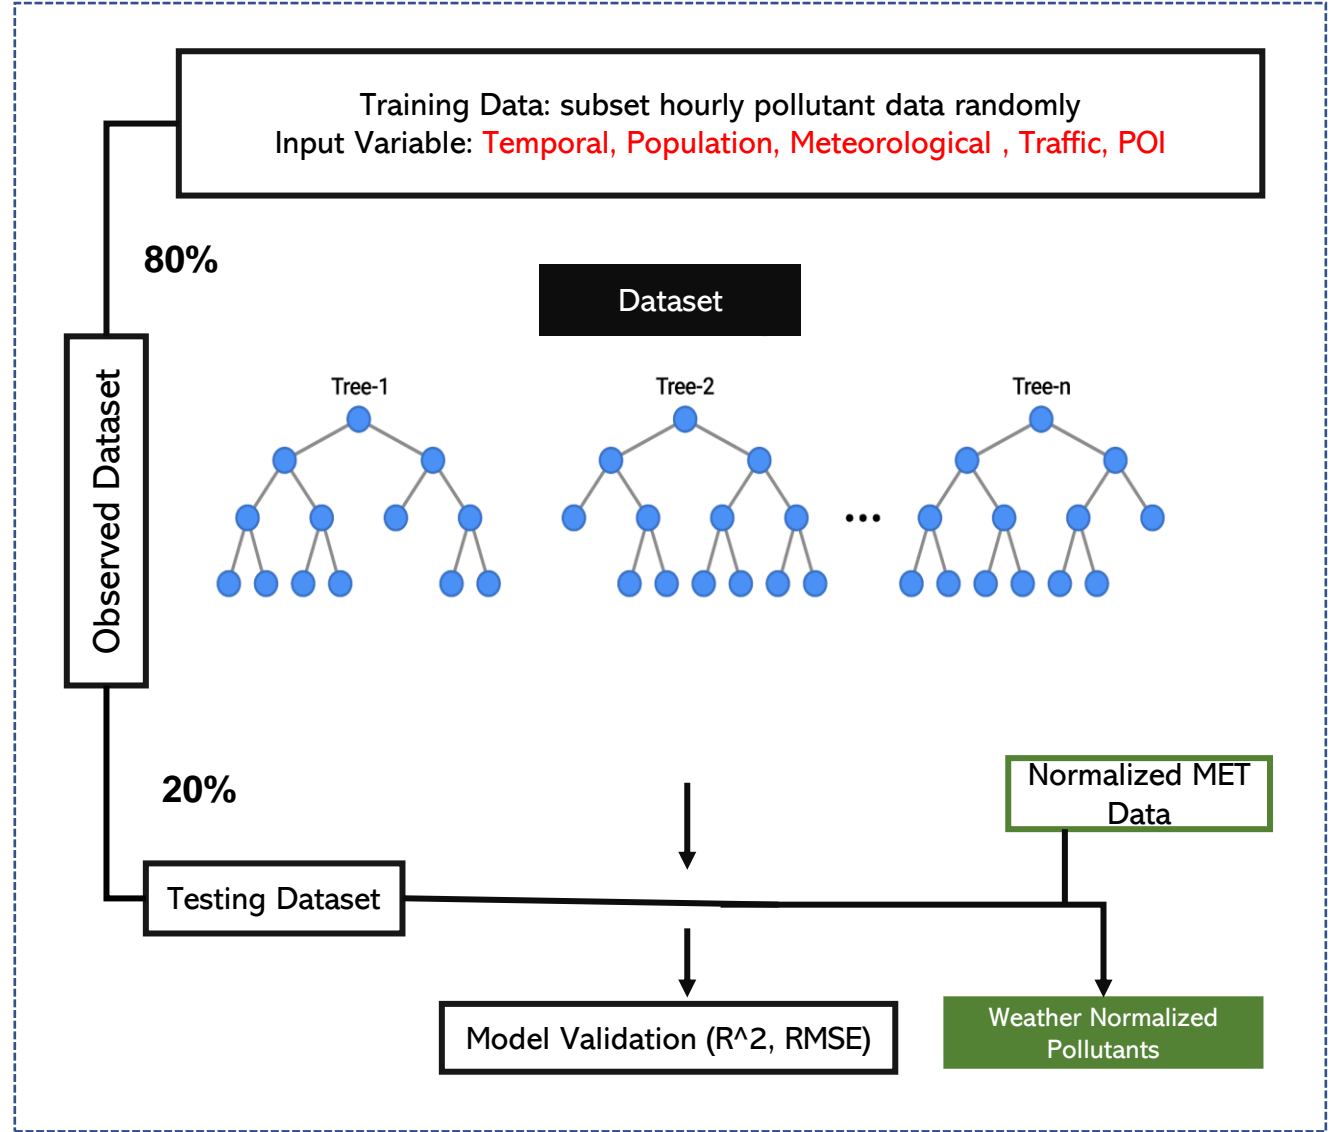 Training Data: subset hourly pollutant data randomly
Input Variable: Temporal, Population, Meteorological , Traffic, POI
80%
Dataset
Observed Dataset
Tree-1
Tree-2
Tree-n
...
20%
Normalized MET
Data
Testing Dataset
Model Validation (R^2, RMSE)
Weather Normalized
Pollutants